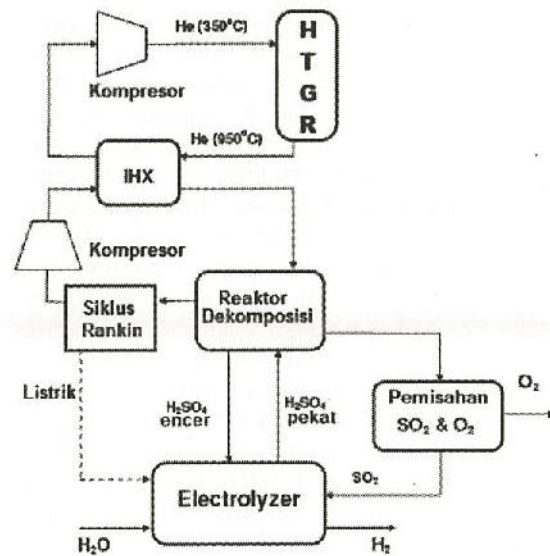 He (350°C)
H
T
G
R
Kompresor
He (950°C)
IHX
Kompresor
Reaktor
Dekomposisi
Siklus
Rankin
Listrik
H₂SO₄
encer
H₂SO₄
pekat
Pemisahan
SO₂ & O₂
O₂
SO₂
Electrolyzer
H₂O
H₂